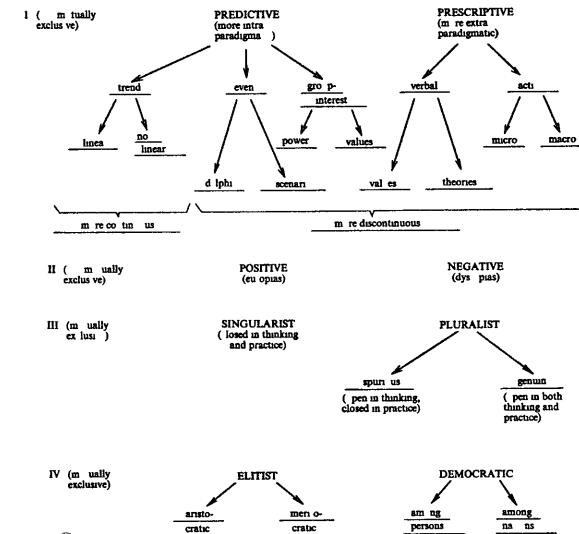 I ( m tually
exclus ve)
PREDICTIVE
(more intra
paradigma )
PRESCRIPTIVE
(m re extra
paradigmatic)
trend
even
gro p-
interest
verbal
acti
linea
no
linear
power
values
micro
macro
d lphi
scenari
val es
theories
m re co tin us
m re discontinuous
II ( m ually
exclus ve)
POSITIVE
(eu opias)
NEGATIVE
(dys pias)
III (m ually
ex lusi )
SINGULARIST
( losed in thinking
and practice)
PLURALIST
spuri us
( pen in thinking,
closed in practice)
genuin
( pen in both
thinking and
practice)
IV (m ually
exclusive)
ELITIST
DEMOCRATIC
aristo-
cratic
meri o-
cratic
am ng
persons
among
na ns